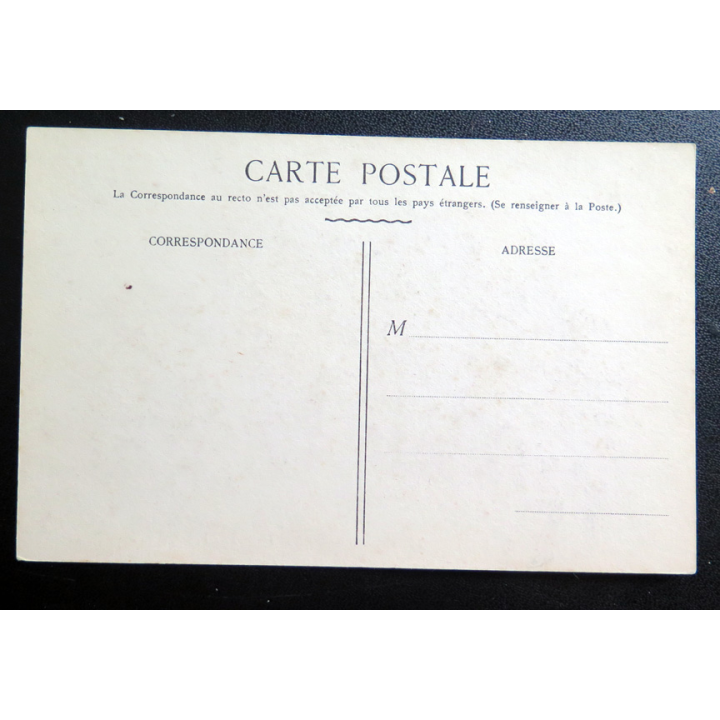 CARTE POSTALE
La Correspondance au recto n'est pas acceptée par tous les pays étrangers. (Se renseigner à la Poste.)
CORRESPONDANCE
ADRESSE
M